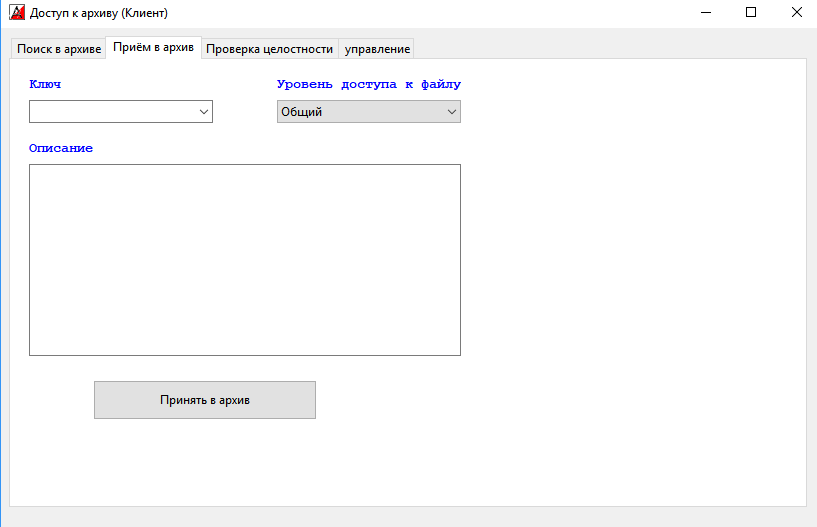 Доступ к архиву (Клиент)
Поиск в архиве Приём в архив Проверка целостности управление
Ключ Уровень доступа к файлу
Общий
Описание
Принять в архив